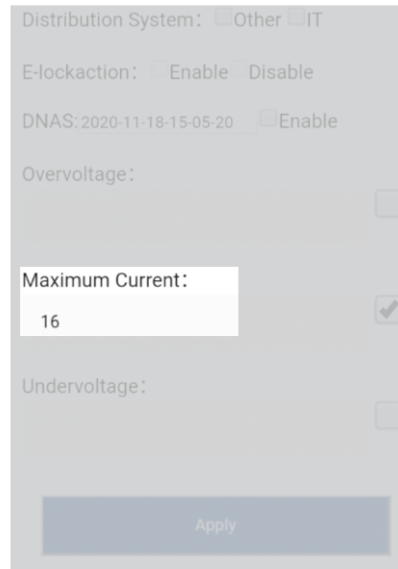 Distribution System： Other IT
E-lockaction： Enable Disable
DNAS: 2020-11-18-15-05-20 Enable
Overvoltage：
Maximum Current：
16
Undervoltage：
Apply